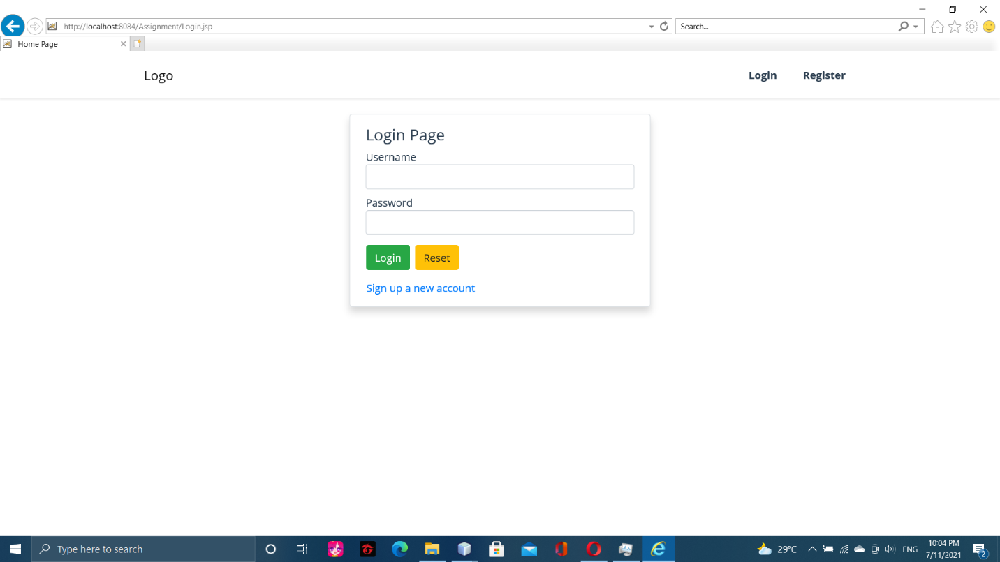 http://localhost:8084/Assignment/Login.jsp
Search...
Home Page
Logo
Login
Register
Login Page
Username
Password
Login
Reset
Sign up a new account
Type here to search
29°C
ENG
10:04 PM
7/11/2021
2